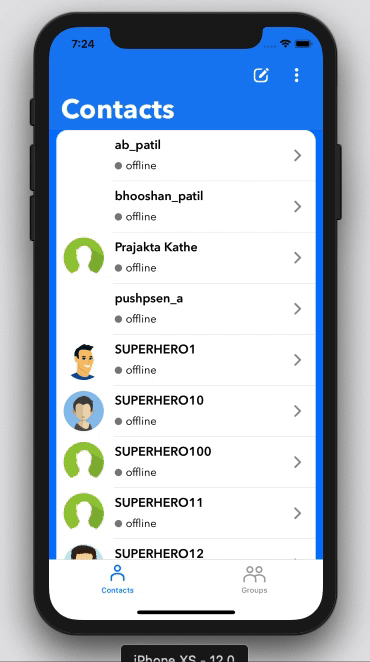 7:24
Contacts
ab_patil
offline
bhooshan_patil
offline
Prajakta Kathe
offline
pushpsen_a
offline
SUPERHERO1
offline
SUPERHERO10
offline
SUPERHERO100
offline
SUPERHERO11
offline
SUPERHERO12
Contacts Groups
iPhone XS - 12.0